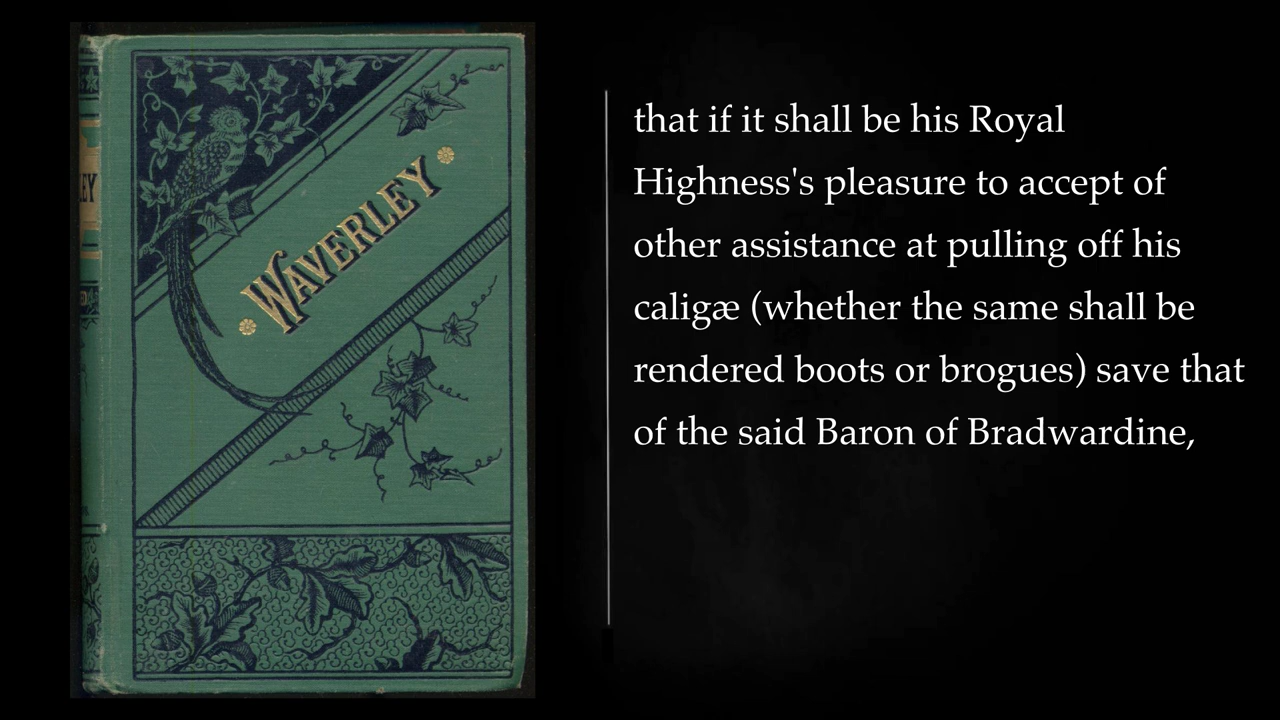 WAVERLEY
EY
that if it shall be his Royal
Highness's pleasure to accept of
other assistance at pulling off his
caligæ (whether the same shall be
rendered boots or brogues) save that
of the said Baron of Bradwardine,